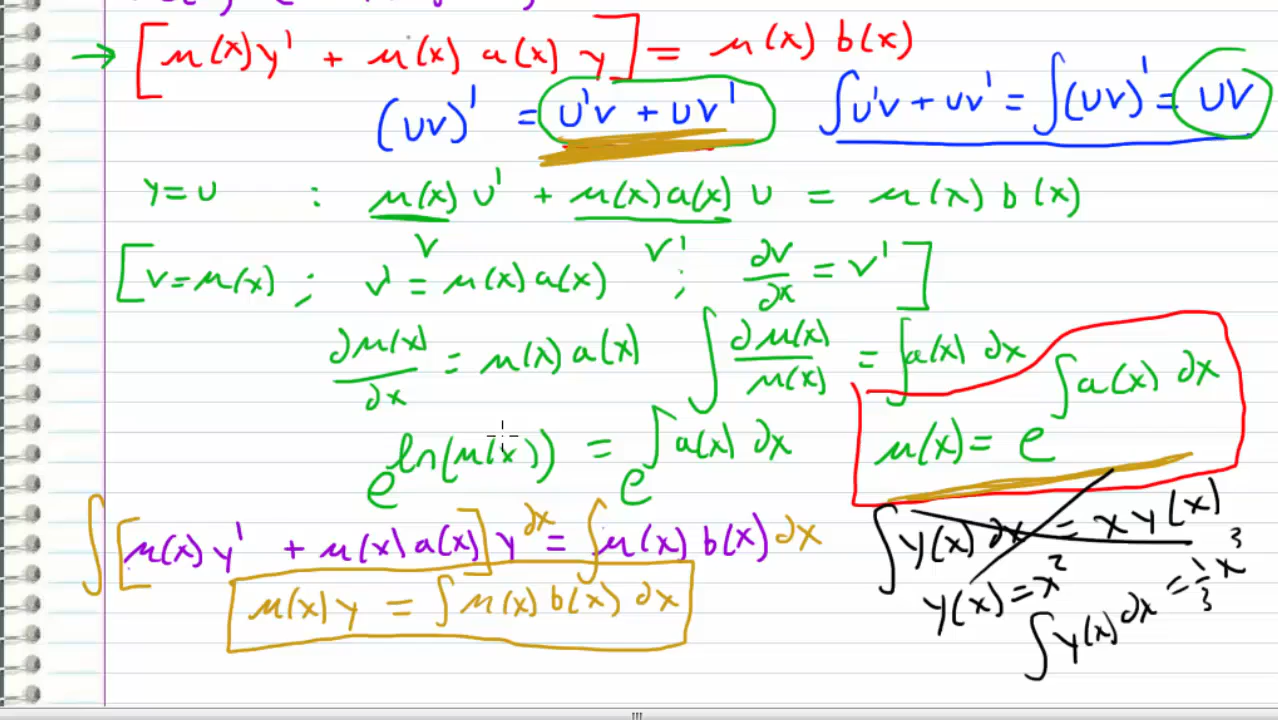 → [μ(x)y' + μ(x) a(x) y] = μ(x) b(x)
(uv)' = u'v + uv'
∫u'v + uv' = ∫(uv)' = uv
y=u : μ(x) u' + μ(x) a(x) u = μ(x) b(x)
v v'
[v=μ(x) ; v' = μ(x) a(x) ; ∂v/∂x = v']
∂μ(x)/∂x = μ(x) a(x) ∫ ∂μ(x)/μ(x) = ∫a(x) ∂x
e^ln(μ(x)) = e^∫a(x) ∂x
μ(x) = e^∫a(x) ∂x
∫[μ(x) y' + μ(x) a(x)] y ∂x = ∫μ(x) b(x) ∂x
μ(x) y = ∫μ(x) b(x) ∂x
∫y(x) ∂x = x y(x)
y(x) = x²
∫y(x) ∂x = 1/3 x³